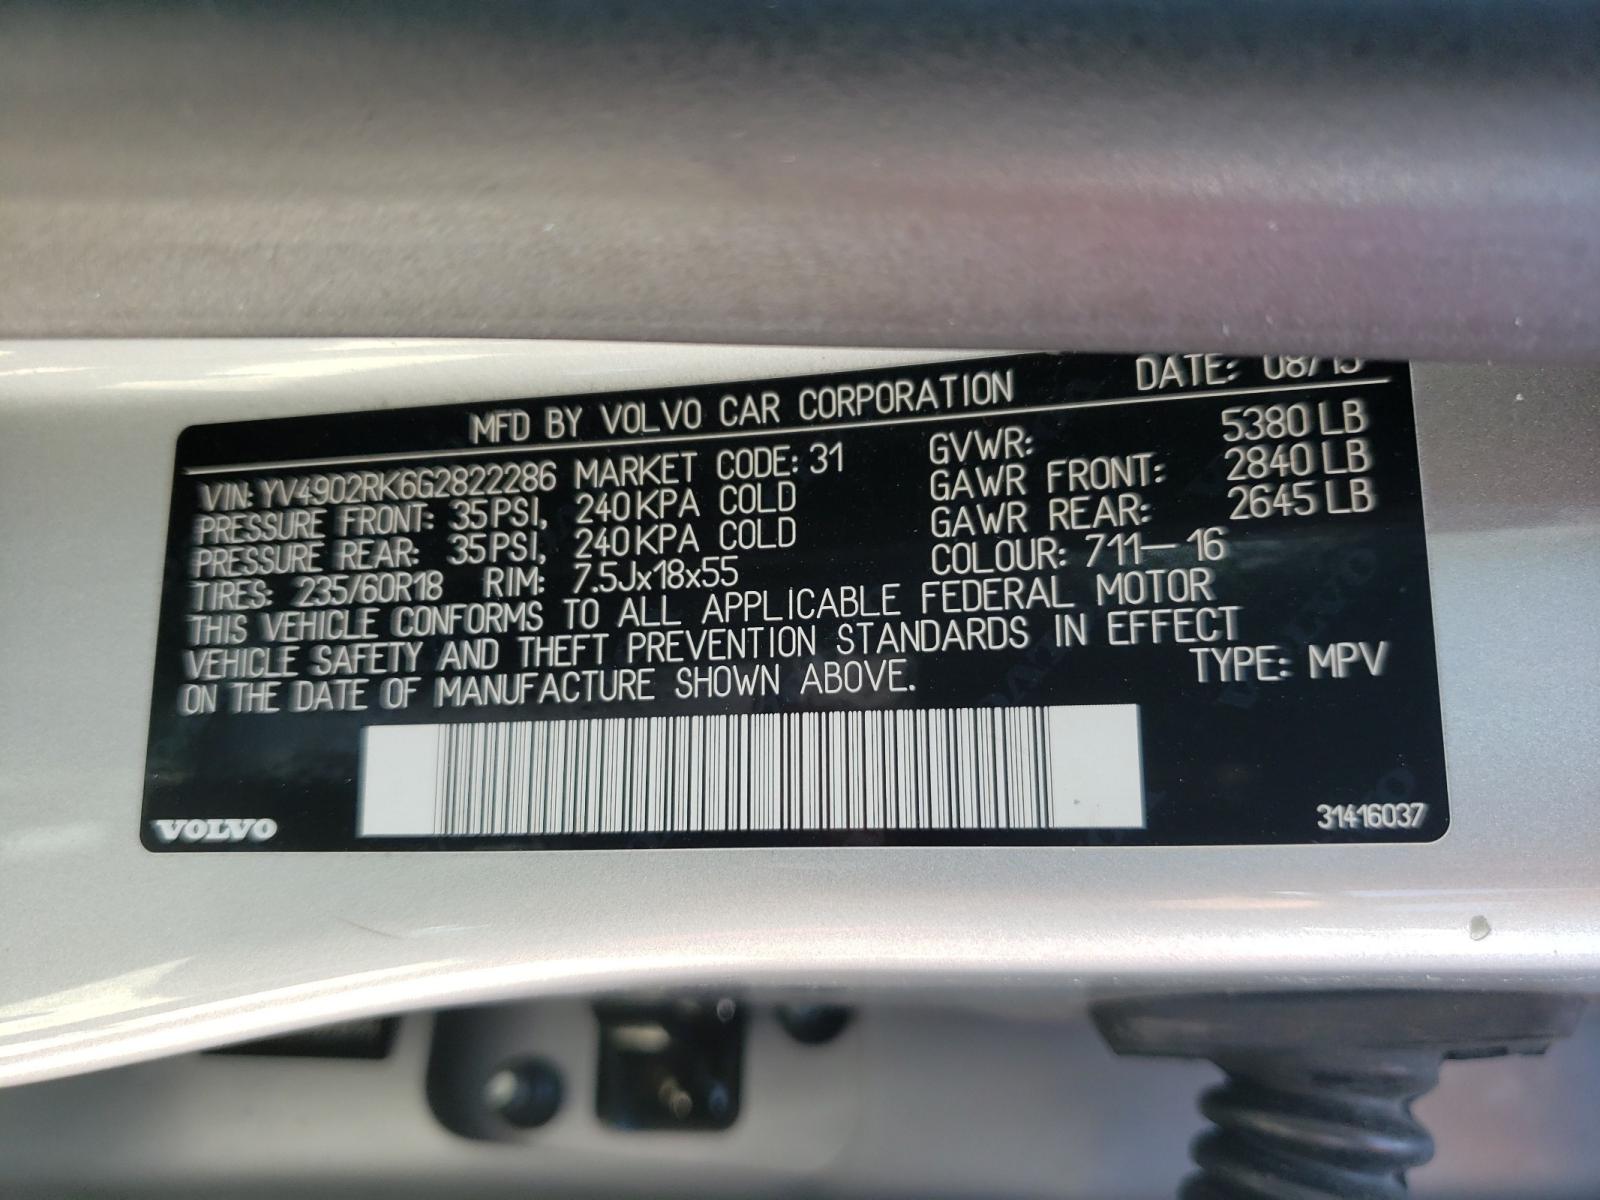 MFD BY VOLVO CAR CORPORATION DATE: 08/15
VIN: YV4902RK6G2822286 MARKET CODE: 31 GVWR: 5380 LB
PRESSURE FRONT: 35 PSI, 240 KPA COLD GAWR FRONT: 2840 LB
PRESSURE REAR: 35 PSI, 240 KPA COLD GAWR REAR: 2645 LB
TIRES: 235/60R18 RIM: 7.5Jx18x55 COLOUR: 711-16
THIS VEHICLE CONFORMS TO ALL APPLICABLE FEDERAL MOTOR
VEHICLE SAFETY AND THEFT PREVENTION STANDARDS IN EFFECT
ON THE DATE OF MANUFACTURE SHOWN ABOVE. TYPE: MPV
VOLVO 31416037